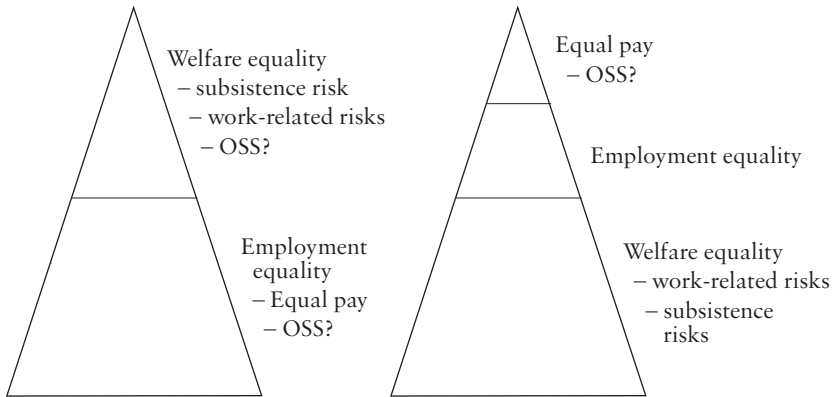 Welfare equality
– subsistence risk
– work-related risks
– OSS?
Employment
equality
– Equal pay
– OSS?
Equal pay
– OSS?
Employment equality
Welfare equality
– work-related risks
– subsistence
risks